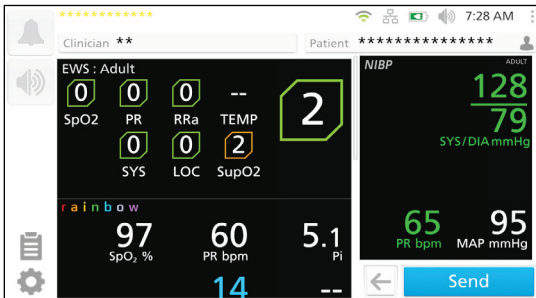 ************
7:28 AM
Clinician **
Patient ***************
EWS : Adult
0 0 0 -- 2
SpO2 PR RRa TEMP
0 0 2
SYS LOC SupO2
NIBP ADULT
128
79
SYS/DIA mmHg
rainbow
97 60 5.1
SpO₂ % PR bpm Pi
65 95
PR bpm MAP mmHg
14 --
Send